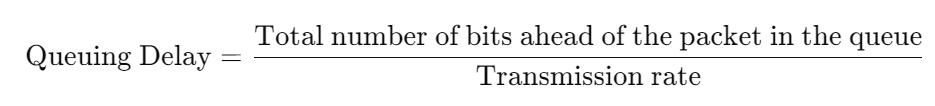 Queuing Delay = Total number of bits ahead of the packet in the queue
Transmission rate